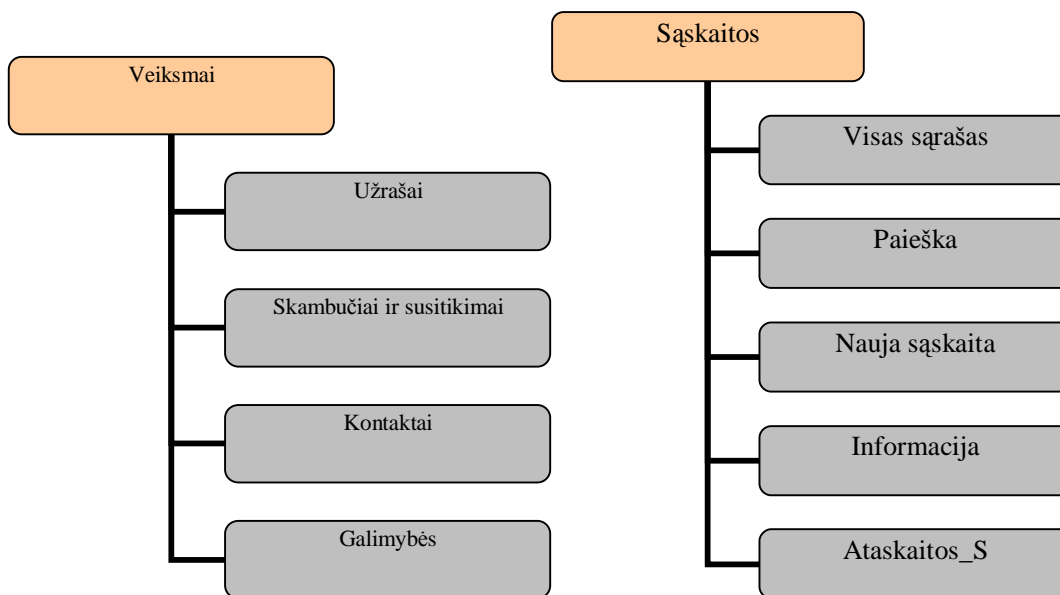 Veiksmai
Užrašai
Skambučiai ir susitikimai
Kontaktai
Galimybės
Sąskaitos
Visas sąrašas
Paieška
Nauja sąskaita
Informacija
Ataskaitos_S